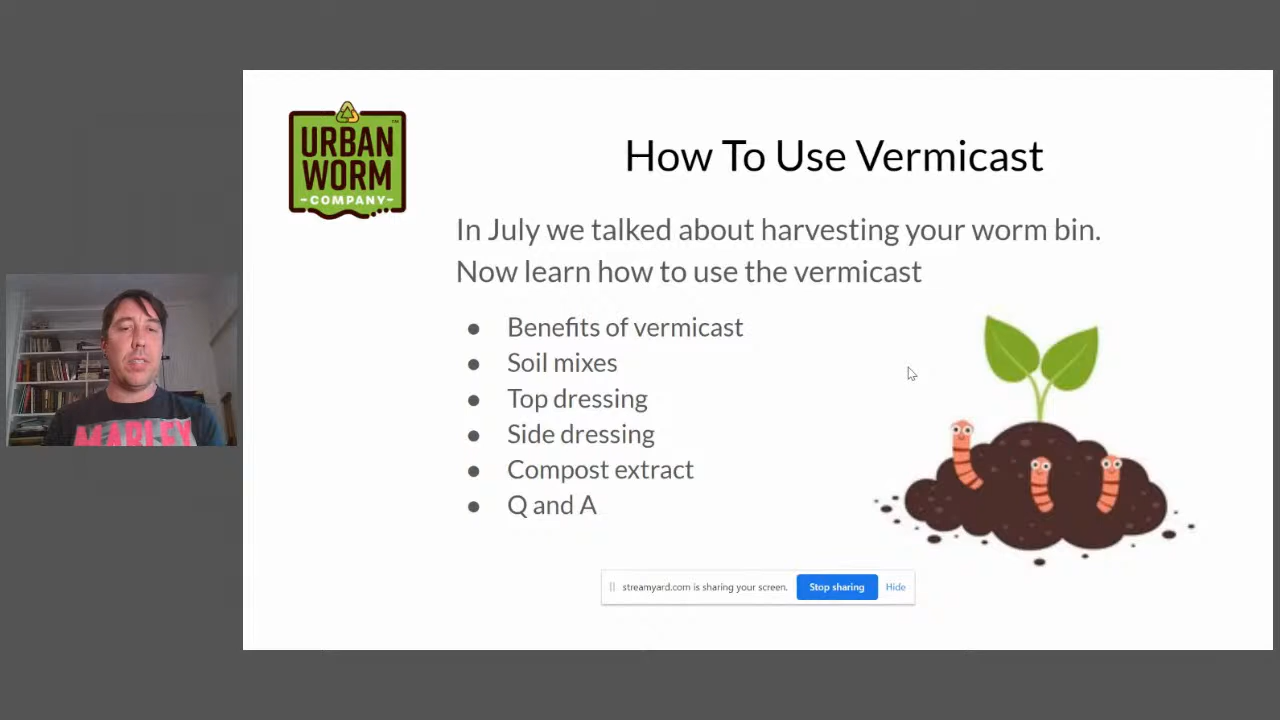 URBAN
WORM
-COMPANY-
TM
How To Use Vermicast
In July we talked about harvesting your worm bin.
Now learn how to use the vermicast
● Benefits of vermicast
● Soil mixes
● Top dressing
● Side dressing
● Compost extract
● Q and A
MARLEY
streamyard.com is sharing your screen. Stop sharing Hide